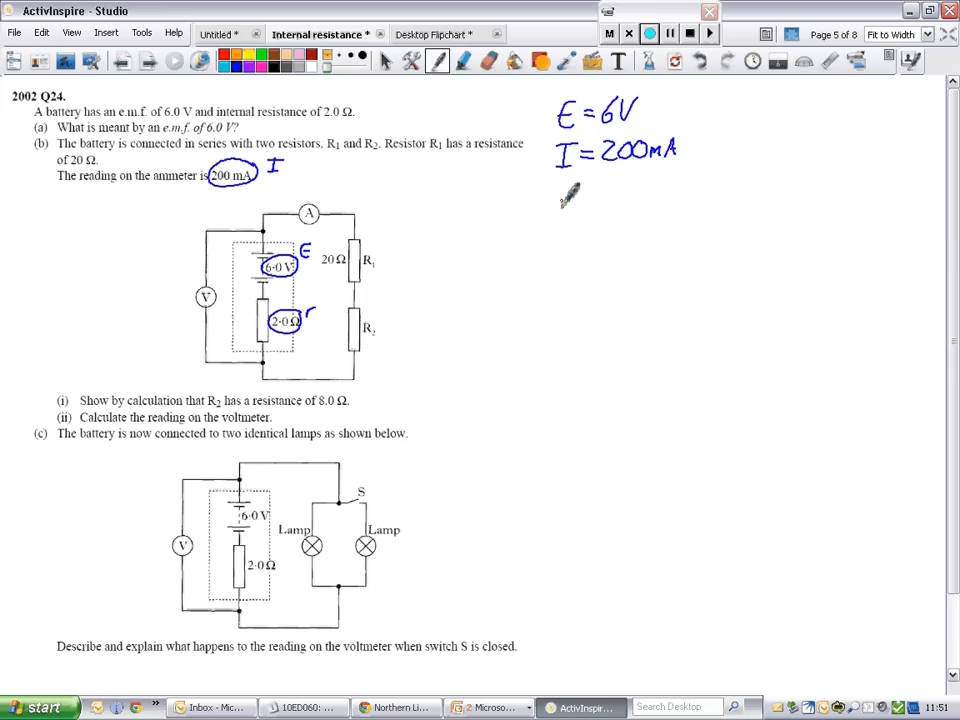 ActivInspire - Studio
File Edit View Insert Tools Help
Untitled *
Internal resistance *
Desktop Flipchart *
M
Page 5 of 8
Fit to Width
2002 Q24.
A battery has an e.m.f. of 6.0 V and internal resistance of 2.0 Ω.
(a) What is meant by an e.m.f. of 6.0 V?
(b) The battery is connected in series with two resistors, R1 and R2. Resistor R1 has a resistance
of 20 Ω.
The reading on the ammeter is 200 mA. I
E = 6V
I = 200mA
A
E
6·0 V
20 Ω
R1
V
2·0 Ω
r
R2
(i) Show by calculation that R2 has a resistance of 8.0 Ω.
(ii) Calculate the reading on the voltmeter.
(c) The battery is now connected to two identical lamps as shown below.
S
6·0 V
Lamp
Lamp
V
2·0 Ω
Describe and explain what happens to the reading on the voltmeter when switch S is closed.
start
Inbox - Mic...
10ED060: ...
Northern Li...
2 Microso...
ActivInspir...
Search Desktop
11:51